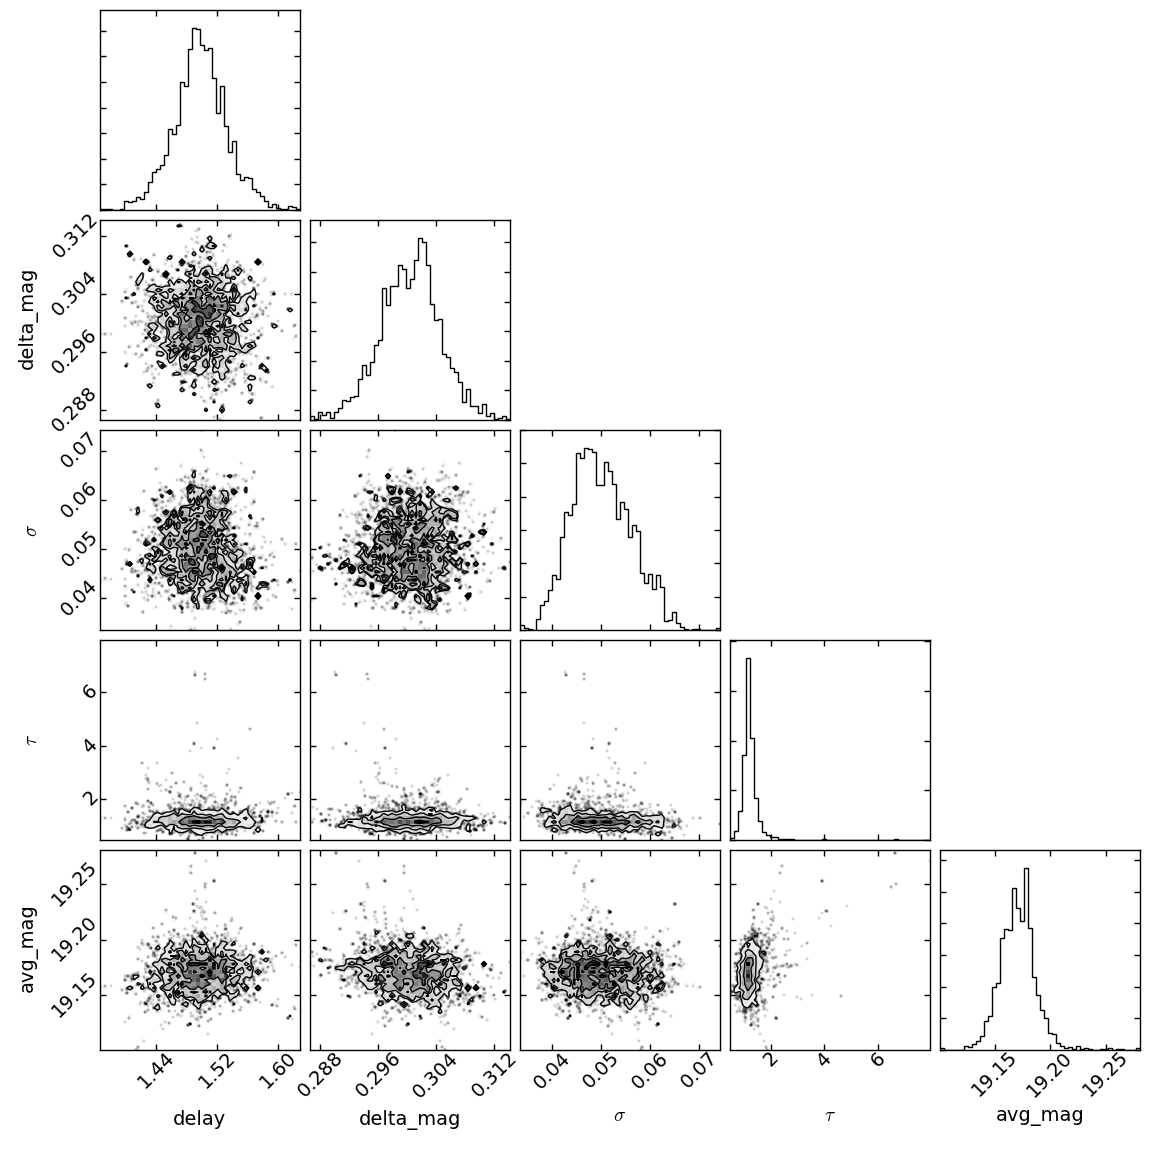 0.312
0.304
0.296
0.288
delta_mag
0.07
0.06
0.05
0.04
σ
6
4
2
τ
19.25
19.20
19.15
avg_mag
1.44 1.52 1.60
0.288 0.296 0.304 0.312
0.04 0.05 0.06 0.07
2 4 6
19.15 19.20 19.25
delay
delta_mag
σ
τ
avg_mag